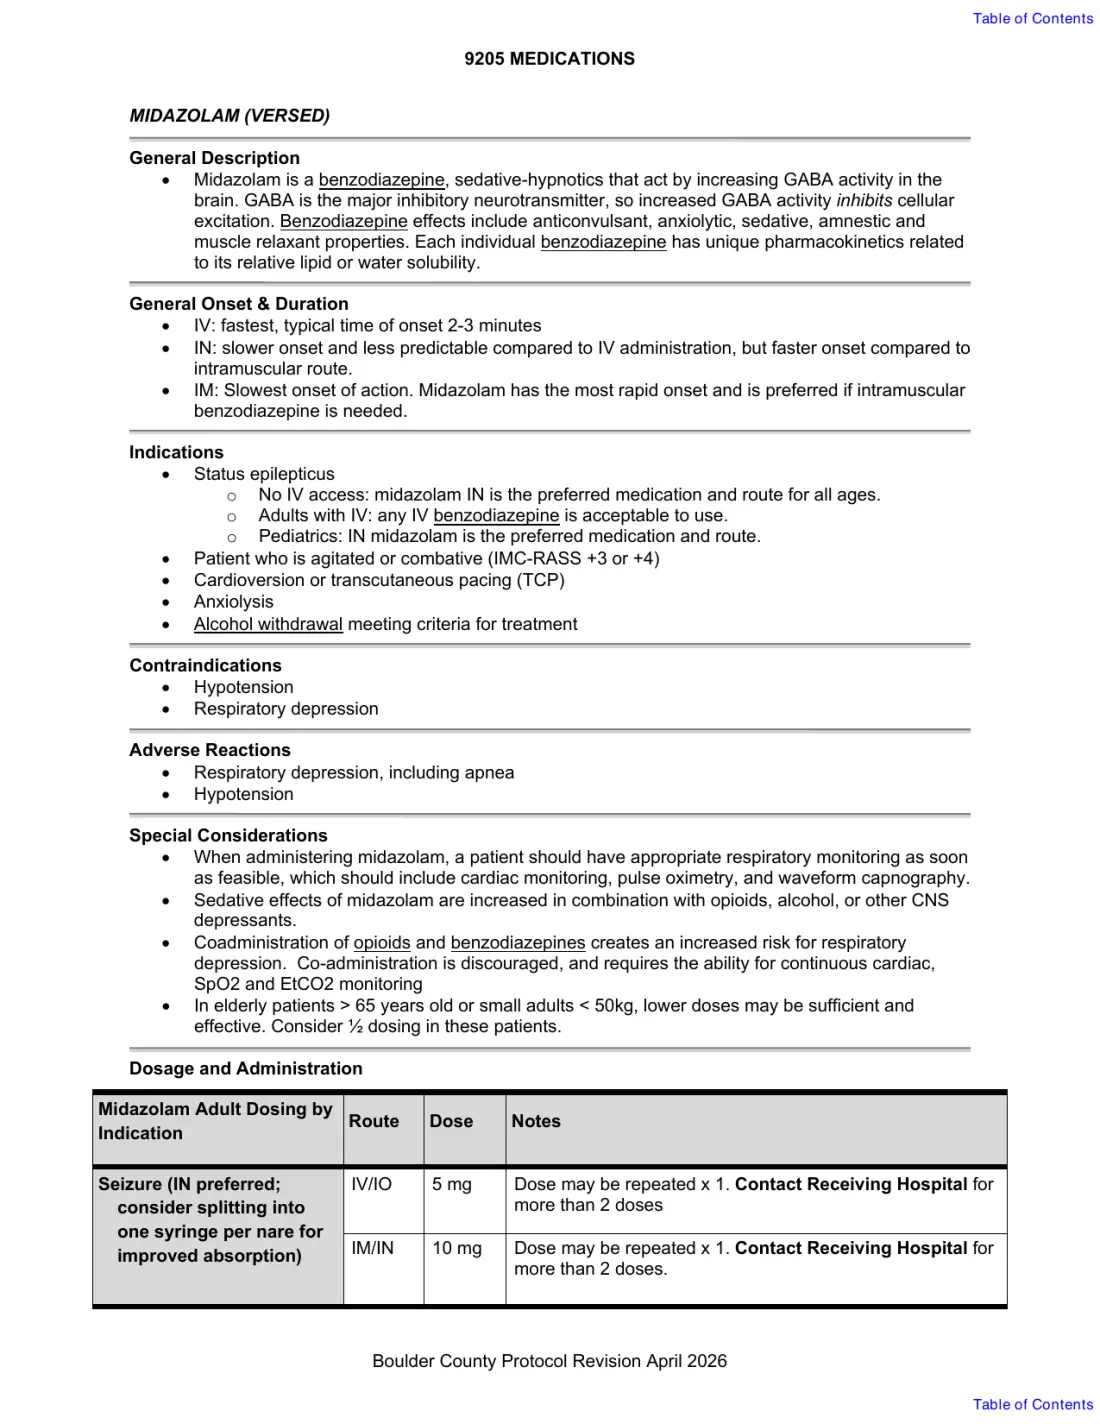 Table of Contents
9205 MEDICATIONS
MIDAZOLAM (VERSED)
General Description
• Midazolam is a benzodiazepine, sedative-hypnotics that act by increasing GABA activity in the
brain. GABA is the major inhibitory neurotransmitter, so increased GABA activity inhibits cellular
excitation. Benzodiazepine effects include anticonvulsant, anxiolytic, sedative, amnestic and
muscle relaxant properties. Each individual benzodiazepine has unique pharmacokinetics related
to its relative lipid or water solubility.
General Onset & Duration
• IV: fastest, typical time of onset 2-3 minutes
• IN: slower onset and less predictable compared to IV administration, but faster onset compared to
intramuscular route.
• IM: Slowest onset of action. Midazolam has the most rapid onset and is preferred if intramuscular
benzodiazepine is needed.
Indications
• Status epilepticus
o No IV access: midazolam IN is the preferred medication and route for all ages.
o Adults with IV: any IV benzodiazepine is acceptable to use.
o Pediatrics: IN midazolam is the preferred medication and route.
• Patient who is agitated or combative (IMC-RASS +3 or +4)
• Cardioversion or transcutaneous pacing (TCP)
• Anxiolysis
• Alcohol withdrawal meeting criteria for treatment
Contraindications
• Hypotension
• Respiratory depression
Adverse Reactions
• Respiratory depression, including apnea
• Hypotension
Special Considerations
• When administering midazolam, a patient should have appropriate respiratory monitoring as soon
as feasible, which should include cardiac monitoring, pulse oximetry, and waveform capnography.
• Sedative effects of midazolam are increased in combination with opioids, alcohol, or other CNS
depressants.
• Coadministration of opioids and benzodiazepines creates an increased risk for respiratory
depression.  Co-administration is discouraged, and requires the ability for continuous cardiac,
SpO2 and EtCO2 monitoring
• In elderly patients > 65 years old or small adults < 50kg, lower doses may be sufficient and
effective. Consider ½ dosing in these patients.
Dosage and Administration
Midazolam Adult Dosing by
Indication
Route
Dose
Notes
Seizure (IN preferred;
consider splitting into
one syringe per nare for
improved absorption)
IV/IO
5 mg
Dose may be repeated x 1. Contact Receiving Hospital for
more than 2 doses
IM/IN
10 mg
Dose may be repeated x 1. Contact Receiving Hospital for
more than 2 doses.
Boulder County Protocol Revision April 2026
Table of Contents